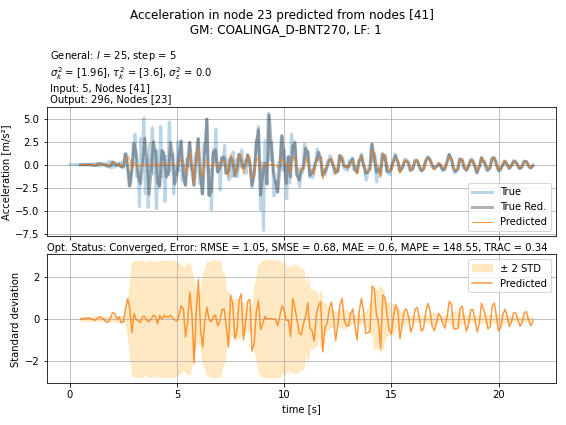 Acceleration in node 23 predicted from nodes [41]
GM: COALINGA_D-BNT270, LF: 1
General: l = 25, step = 5
σ²ₖ = [1.96], τ²ₖ = [3.6], σ²ε = 0.0
Input: 5, Nodes [41]
Output: 296, Nodes [23]
Acceleration [m/s²]
5.0
2.5
0.0
−2.5
−5.0
−7.5
True
True Red.
Predicted
Opt. Status: Converged, Error: RMSE = 1.05, SMSE = 0.68, MAE = 0.6, MAPE = 148.55, TRAC = 0.34
Standard deviation
2
0
−2
± 2 STD
Predicted
0
5
10
15
20
time [s]